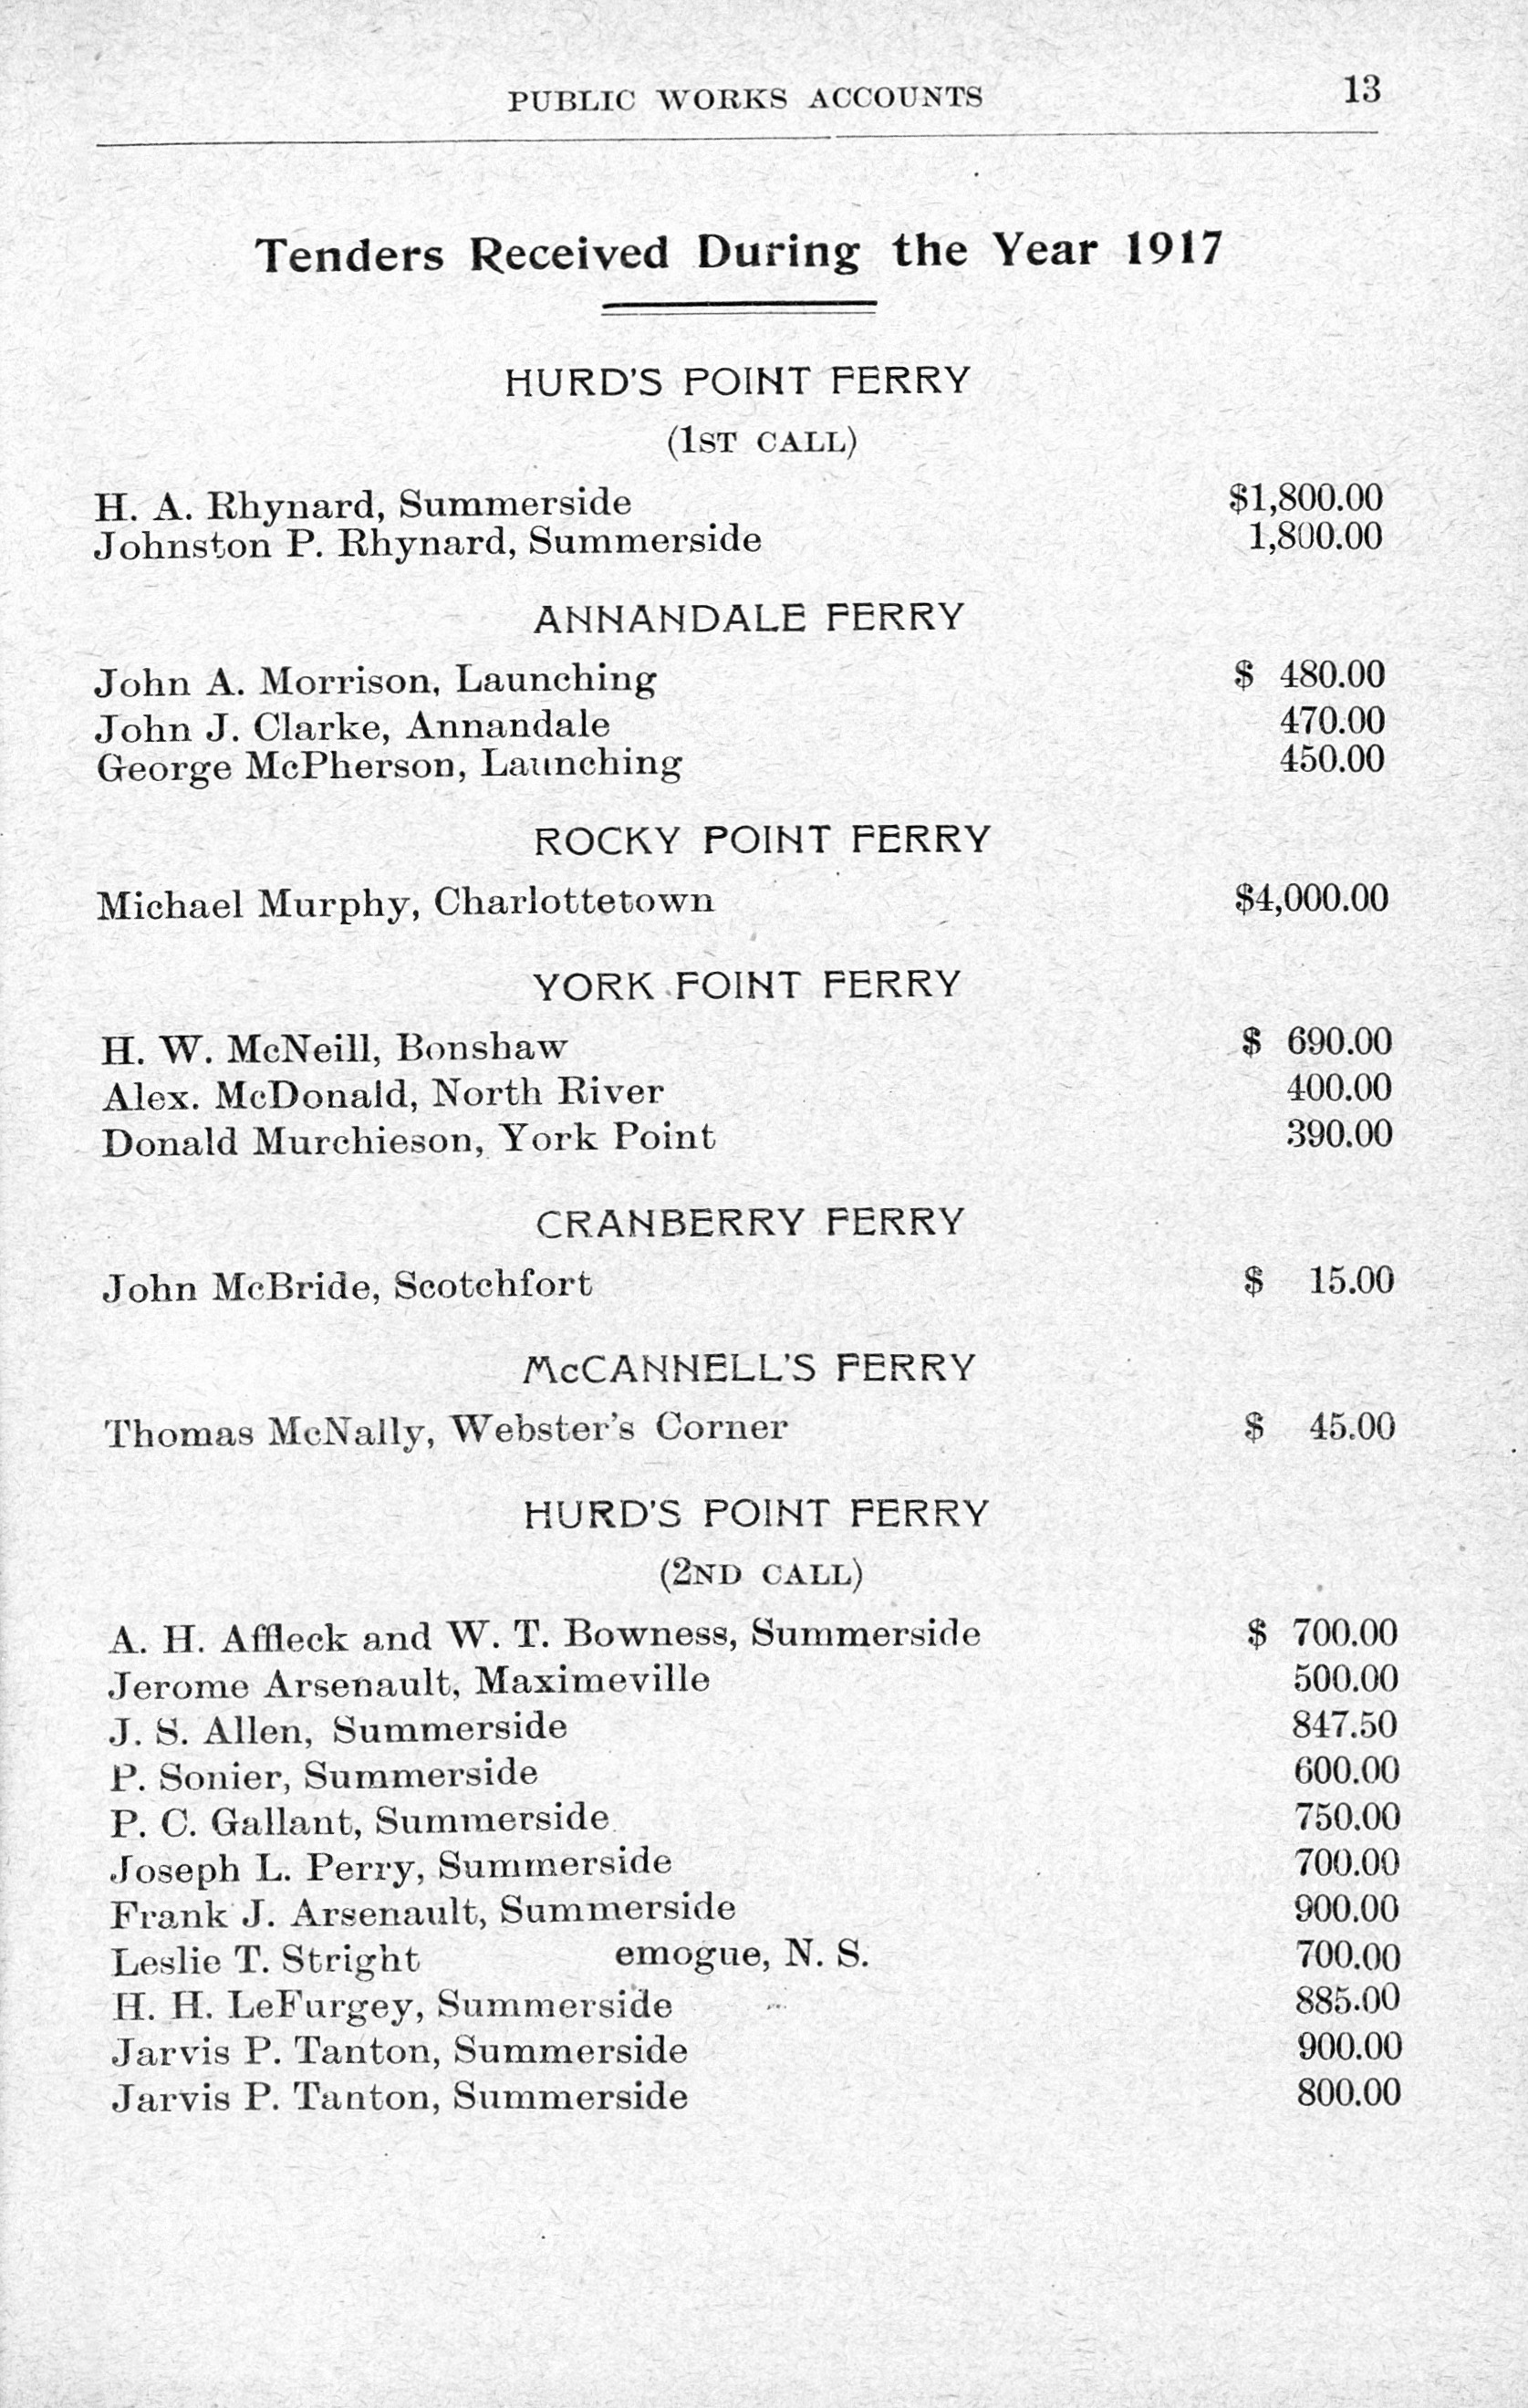 PUBLIC WORKS ACCOUNTS 13
Tenders Received During the Year 1917
HURD'S POINT FERRY
(1ST CALL)
H. A. Rhynard, Summerside $1,800.00
Johnston P. Rhynard, Summerside 1,800.00
ANNANDALE FERRY
John A. Morrison, Launching $ 480.00
John J. Clarke, Annandale 470.00
George McPherson, Launching 450.00
ROCKY POINT FERRY
Michael Murphy, Charlottetown $4,000.00
YORK FOINT FERRY
H. W. McNeill, Bonshaw $ 690.00
Alex. McDonald, North River 400.00
Donald Murchieson, York Point 390.00
CRANBERRY FERRY
John McBride, Scotchfort $ 15.00
McCANNELL'S FERRY
Thomas McNally, Webster's Corner $ 45.00
HURD'S POINT FERRY
(2ND CALL)
A. H. Affleck and W. T. Bowness, Summerside $ 700.00
Jerome Arsenault, Maximeville 500.00
J. S. Allen, Summerside 847.50
P. Sonier, Summerside 600.00
P. C. Gallant, Summerside 750.00
Joseph L. Perry, Summerside 700.00
Frank J. Arsenault, Summerside 900.00
Leslie T. Stright emogue, N. S. 700.00
H. H. LeFurgey, Summerside 885.00
Jarvis P. Tanton, Summerside 900.00
Jarvis P. Tanton, Summerside 800.00